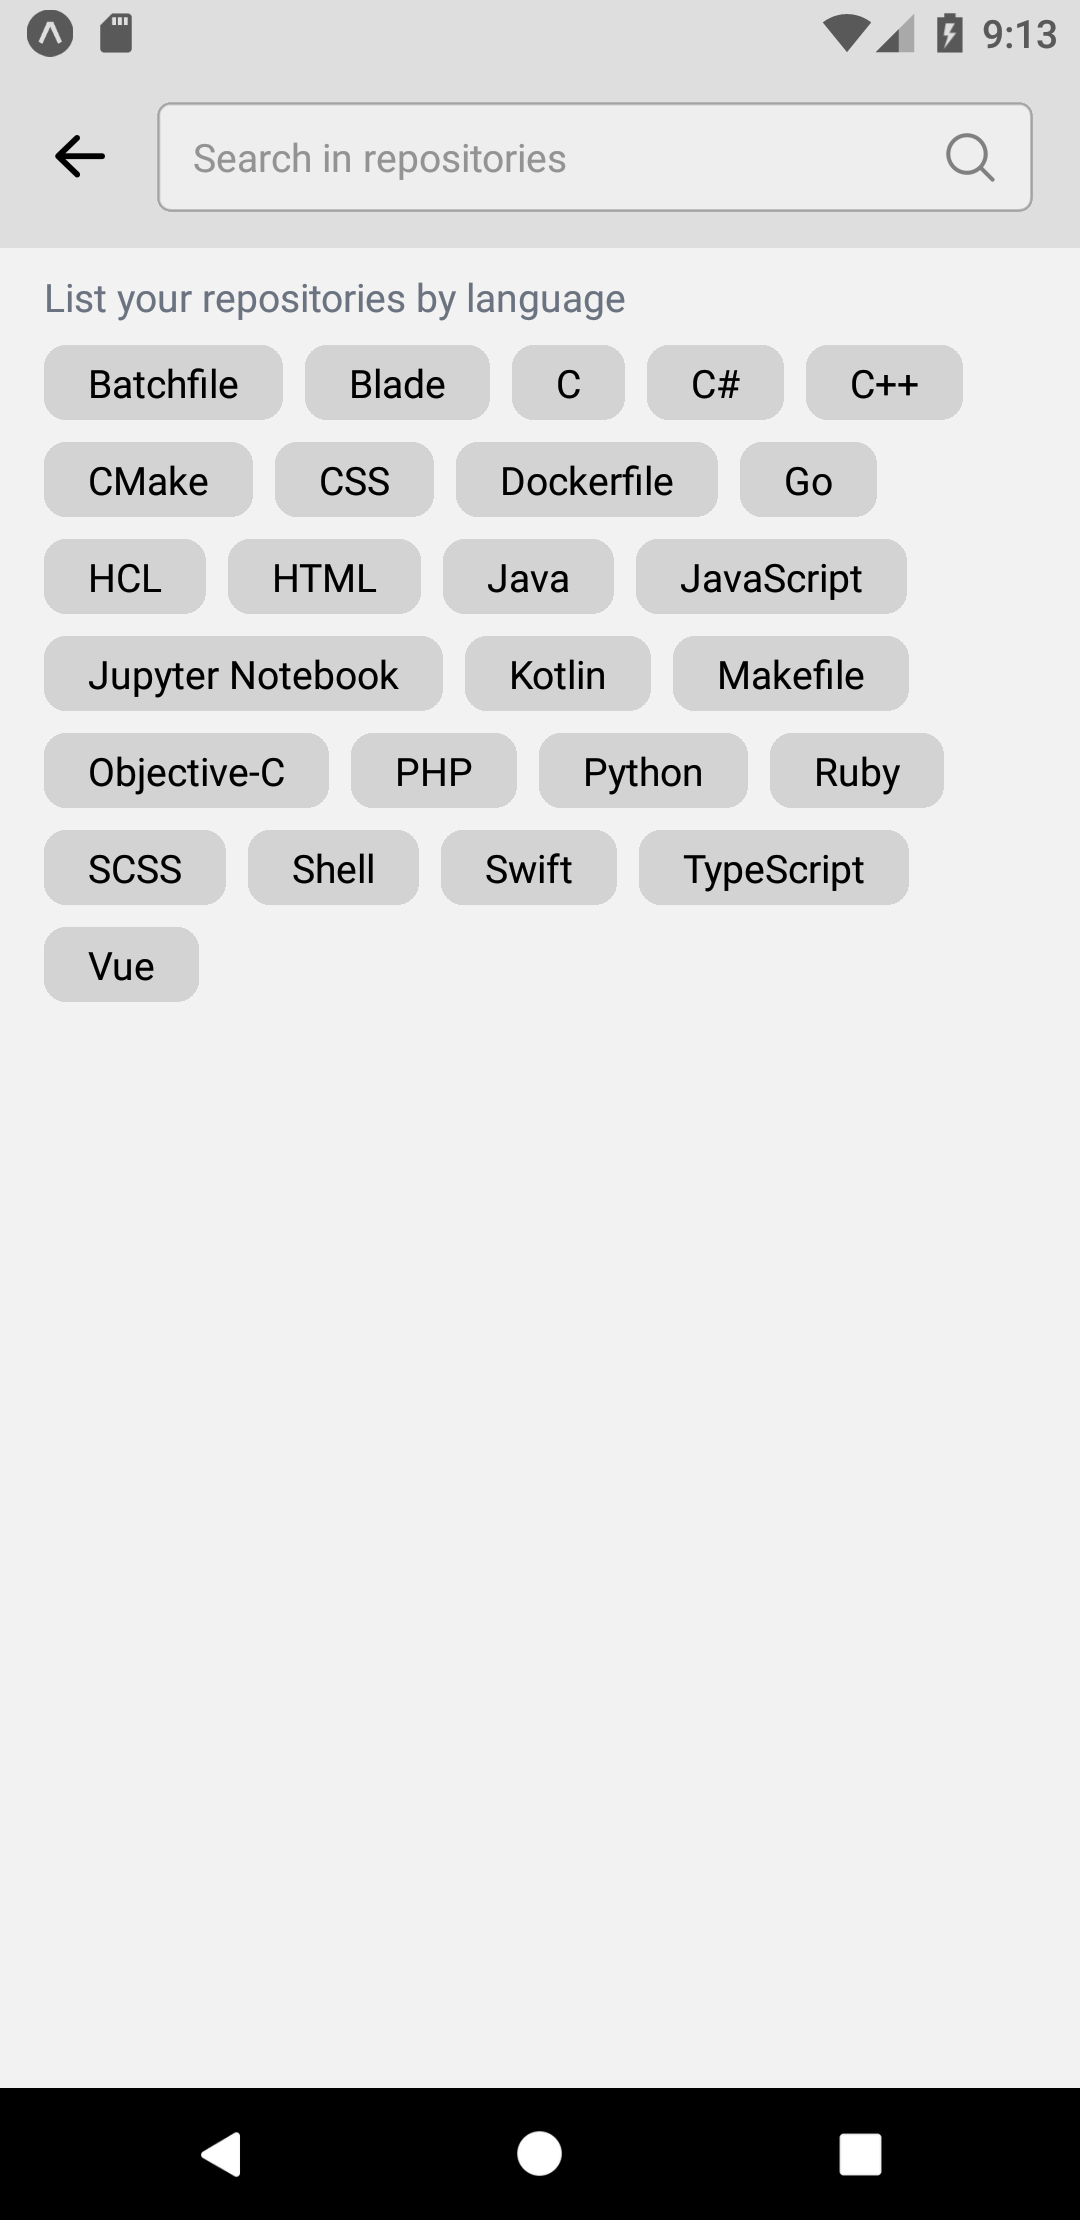 9:13
Search in repositories
List your repositories by language
Batchfile Blade C C# C++
CMake CSS Dockerfile Go
HCL HTML Java JavaScript
Jupyter Notebook Kotlin Makefile
Objective-C PHP Python Ruby
SCSS Shell Swift TypeScript
Vue